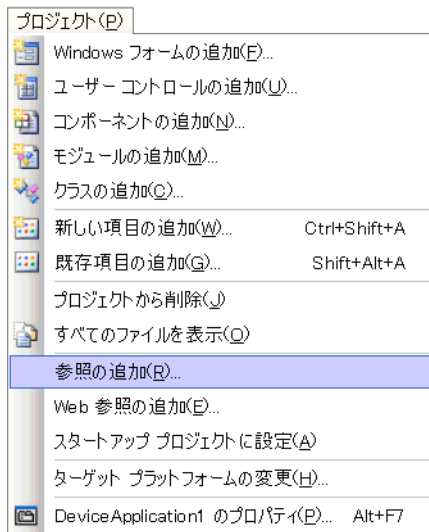 プロジェクト(P)
Windows フォームの追加(F)...
ユーザー コントロールの追加(U)...
コンポーネントの追加(N)...
モジュールの追加(M)...
クラスの追加(C)...
新しい項目の追加(W)... Ctrl+Shift+A
既存項目の追加(G)... Shift+Alt+A
プロジェクトから削除(J)
すべてのファイルを表示(O)
参照の追加(R)...
Web 参照の追加(E)...
スタートアップ プロジェクトに設定(A)
ターゲット プラットフォームの変更(H)...
DeviceApplication1 のプロパティ(P)... Alt+F7